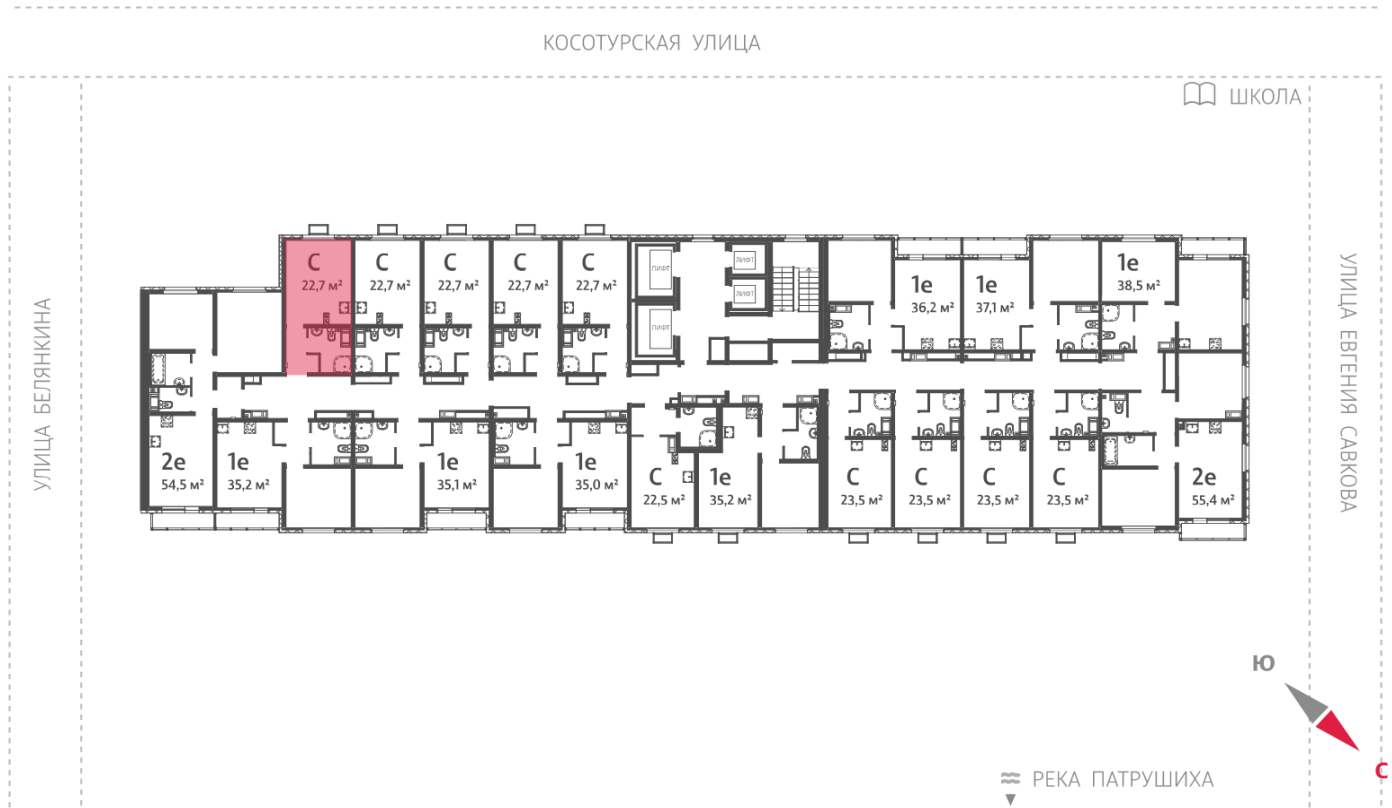 КОСОТУРСКАЯ УЛИЦА
ШКОЛА
УЛИЦА БЕЛЯНКИНА
УЛИЦА ЕВГЕНИЯ САВКОВА
С
22,7 м²
С
22,7 м²
С
22,7 м²
С
22,7 м²
С
22,7 м²
ЛИФТ
ЛИФТ
ЛИФТ
ЛИФТ
1е
36,2 м²
1е
37,1 м²
1е
38,5 м²
2е
54,5 м²
1е
35,2 м²
1е
35,1 м²
1е
35,0 м²
С
22,5 м²
1е
35,2 м²
С
23,5 м²
С
23,5 м²
С
23,5 м²
С
23,5 м²
2е
55,4 м²
Ю
С
РЕКА ПАТРУШИХА